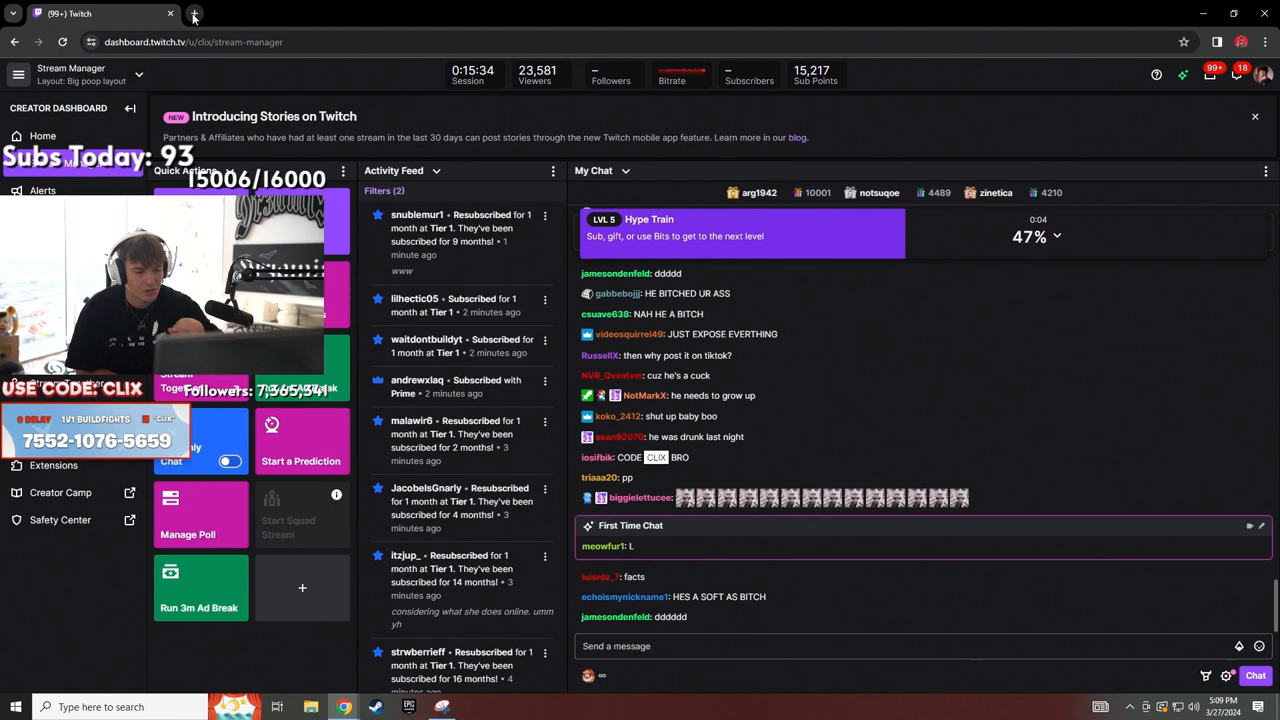 (99+) Twitch
dashboard.twitch.tv/u/clix/stream-manager
Stream Manager
Layout: Big poop layout
0:15:34
Session
23,581
Viewers
–
Followers
Bitrate
–
Subscribers
15,217
Sub Points
99+
18
CREATOR DASHBOARD
Home
Alerts
Extensions
Creator Camp
Safety Center
Subs Today: 93
15006/16000
USE CODE: CLIX
Followers: 7,365,341
0 DELAY 1V1 BUILDFIGHTS "CLIX"
7552-1076-5659
NEW Introducing Stories on Twitch
Partners & Affiliates who have had at least one stream in the last 30 days can post stories through the new Twitch mobile app feature. Learn more in our blog.
Quick Actions
Chat
Start a Prediction
Manage Poll
Start Squad
Stream
Run 3m Ad Break
Activity Feed
Filters (2)
snublemur1 • Resubscribed for 1
month at Tier 1. They've been
subscribed for 9 months! • 1
minute ago
www
lilhectic05 • Subscribed for 1
month at Tier 1 • 2 minutes ago
waitdontbuildyt • Subscribed for
1 month at Tier 1 • 2 minutes ago
andrewxlaq • Subscribed with
Prime • 2 minutes ago
malawir6 • Resubscribed for 1
month at Tier 1. They've been
subscribed for 2 months! • 3
minutes ago
JacobeIsGnarly • Resubscribed
for 1 month at Tier 1. They've been
subscribed for 4 months! • 3
minutes ago
itzjup_ • Resubscribed for 1
month at Tier 1. They've been
subscribed for 14 months! • 3
minutes ago
considering what she does online. umm
yh
strwberrieff • Resubscribed for 1
month at Tier 1. They've been
subscribed for 16 months! • 4
minutes ago
My Chat
arg1942 10001 notsuqoe 4489 zinetica 4210
LVL 5 Hype Train
Sub, gift, or use Bits to get to the next level
0:04
47%
jamesondenfeld: ddddd
gabbebojjj: HE BITCHED UR ASS
csuave638: NAH HE A BITCH
videosquirrel49: JUST EXPOSE EVERTHING
RussellX: then why post it on tiktok?
NVR_Qvxntvm: cuz he's a cuck
NotMarkX: he needs to grow up
koko_2412: shut up baby boo
sean92070: he was drunk last night
iosifbik: CODE CLIX BRO
triaaa20: pp
biggielettucee:
First Time Chat
meowfur1: L
luisrdz_7: facts
echoismynickname1: HES A SOFT AS BITCH
jamesondenfeld: dddddd
Send a message
Chat
Type here to search
5:09 PM
3/27/2024